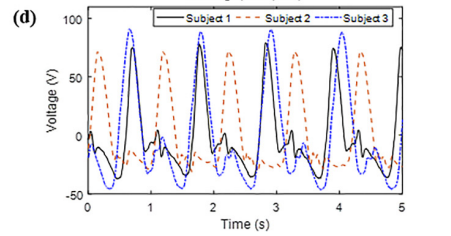 (d)
Subject 1 Subject 2 Subject 3
100
50
0
-50
Voltage (V)
0 1 2 3 4 5
Time (s)